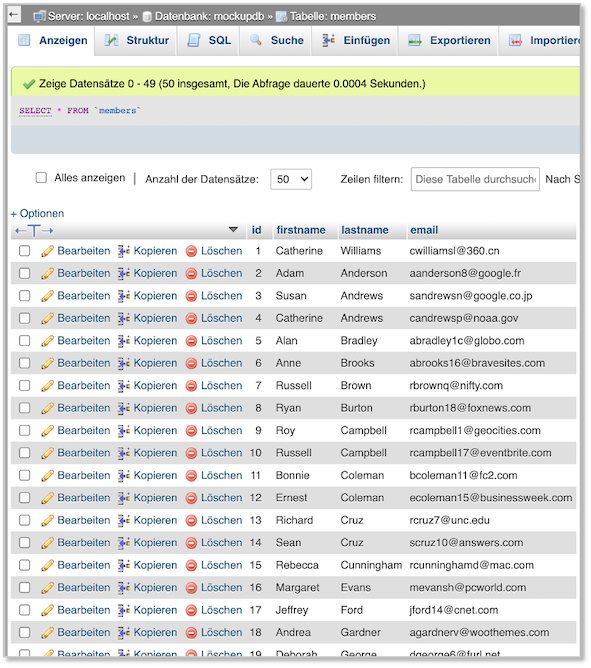 Server: localhost » Datenbank: mockupdb » Tabelle: members
Anzeigen Struktur SQL Suche Einfügen Exportieren Importiere
Zeige Datensätze 0 - 49 (50 insgesamt, Die Abfrage dauerte 0.0004 Sekunden.)
SELECT * FROM `members`
Alles anzeigen | Anzahl der Datensätze: 50 Zeilen filtern: Diese Tabelle durchsuche Nach S
+ Optionen
←T→ id firstname lastname email
Bearbeiten Kopieren Löschen 1 Catherine Williams cwilliamsl@360.cn
Bearbeiten Kopieren Löschen 2 Adam Anderson aanderson8@google.fr
Bearbeiten Kopieren Löschen 3 Susan Andrews sandrewsn@google.co.jp
Bearbeiten Kopieren Löschen 4 Catherine Andrews candrewsp@noaa.gov
Bearbeiten Kopieren Löschen 5 Alan Bradley abradley1c@globo.com
Bearbeiten Kopieren Löschen 6 Anne Brooks abrooks16@bravesites.com
Bearbeiten Kopieren Löschen 7 Russell Brown rbrownq@nifty.com
Bearbeiten Kopieren Löschen 8 Ryan Burton rburton18@foxnews.com
Bearbeiten Kopieren Löschen 9 Roy Campbell rcampbell1@geocities.com
Bearbeiten Kopieren Löschen 10 Russell Campbell rcampbell17@eventbrite.com
Bearbeiten Kopieren Löschen 11 Bonnie Coleman bcoleman11@fc2.com
Bearbeiten Kopieren Löschen 12 Ernest Coleman ecoleman15@businessweek.com
Bearbeiten Kopieren Löschen 13 Richard Cruz rcruz7@unc.edu
Bearbeiten Kopieren Löschen 14 Sean Cruz scruz10@answers.com
Bearbeiten Kopieren Löschen 15 Rebecca Cunningham rcunninghamd@mac.com
Bearbeiten Kopieren Löschen 16 Margaret Evans mevansh@pcworld.com
Bearbeiten Kopieren Löschen 17 Jeffrey Ford jford14@cnet.com
Bearbeiten Kopieren Löschen 18 Andrea Gardner agardnerv@woothemes.com
Bearbeiten Kopieren Löschen 19 Deborah George dgeorge6@furl.net